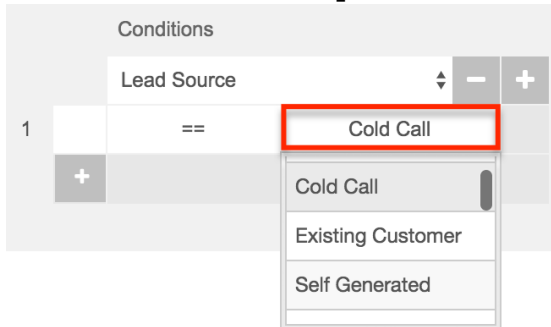 Conditions
Lead Source
1
== Cold Call
Cold Call
Existing Customer
Self Generated